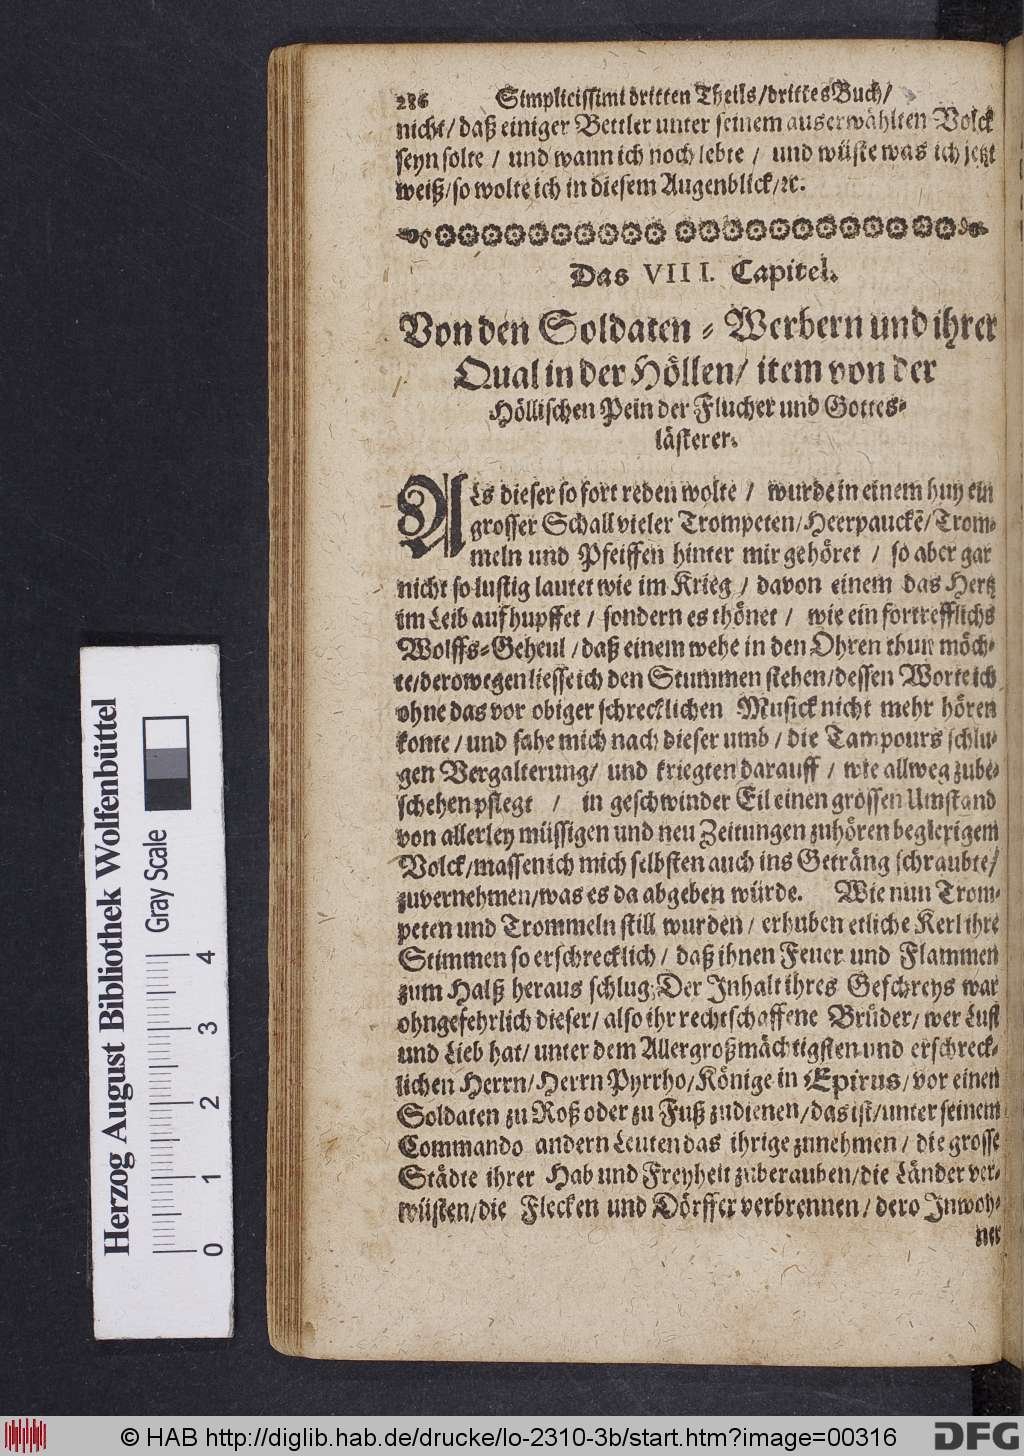 286 Simplicissimi dritten Theils/drittes Buch/
nicht/ daß einiger Bettler unter seinem auserwählten Volck
seyn solte / und wann ich noch lebte / und wüste was ich jetzt
weiß/ so wolte ich in diesem Augenblick/ꝛc.
Das VIII. Capitel.
Von den Soldaten-Werbern und ihrer
Qual in der Höllen/ item von der
Höllischen Pein der Flucher und Gottes-
lästerer.
ALs dieser so fort reden wolte / wurde in einem huy ein
grosser Schall vieler Trompeten/Heerpauckẽ/Trom-
meln und Pfeiffen hinter mir gehöret / so aber gar
nicht so lustig lautet wie im Krieg / davon einem das Hertz
im Leib aufhupffet / sondern es thönet / wie ein fortrefflichs
Wolffs-Geheul /daß einem wehe in den Ohren thun möch-
te/derowegen liesse ich den Stummen stehen/dessen Worte ich
ohne das vor obiger schrecklichen Musick nicht mehr hören
konte / und sahe mich nach dieser umb / die Tampours schlu-
gen Vergalterung/ und kriegten darauff / wie allweg zube-
schehen pflegt / in geschwinder Eil einen grossen Umstand
von allerley müssigen und neu Zeitungen zuhören begierigem
Volck/massen ich mich selbsten auch ins Geträng schraubte/
zuvernehmen/was es da abgeben würde. Wie nun Trom-
peten und Trommeln still wurden / erhuben etliche Kerl ihre
Stimmen so erschrecklich/ daß ihnen Feuer und Flammen
zum Halß heraus schlug; Der Inhalt ihres Geschreys war
ohngefehrlich dieser/ also ihr rechtschaffene Brüder/ wer Lust
und Lieb hat/ unter dem Allergroßmächtigsten und erschreck-
lichen Herrn/Herrn Pyrrho/Könige in Epirus/vor einen
Soldaten zu Roß oder zu Fuß zudienen/das ist/unter seinem
Commando andern Leuten das ihrige zunehmen / die grosse
Städte ihrer Hab und Freyheit zuberauben/die Länder ver-
wüsten/die Flecken und Dörffer verbrennen / dero Inwoh-
ner
Herzog August Bibliothek Wolfenbüttel
Gray Scale
0 1 2 3 4
© HAB http://diglib.hab.de/drucke/lo-2310-3b/start.htm?image=00316
DFG